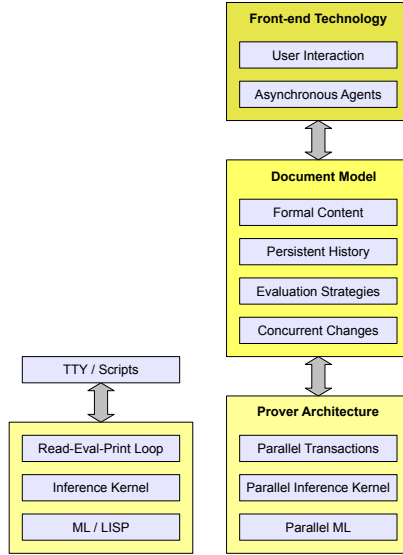 Front-end Technology
User Interaction
Asynchronous Agents
Document Model
Formal Content
Persistent History
Evaluation Strategies
Concurrent Changes
TTY / Scripts
Read-Eval-Print Loop
Inference Kernel
ML / LISP
Prover Architecture
Parallel Transactions
Parallel Inference Kernel
Parallel ML